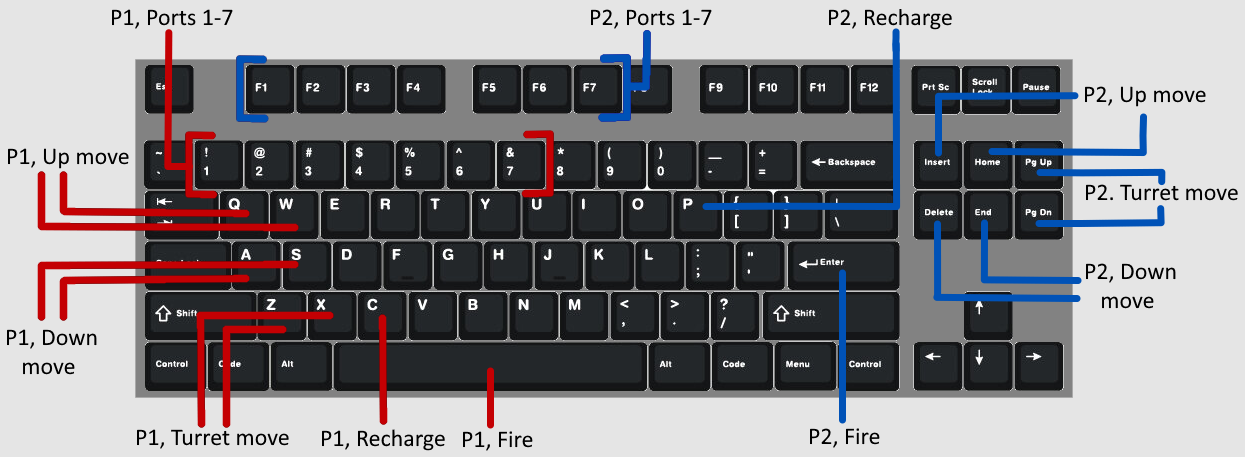 P1, Ports 1-7
P2, Ports 1-7
P2, Recharge
F1 F2 F3 F4 F5 F6 F7 F9 F10 F11 F12 Prt Sc Scroll Pause
Lock
P2, Up move
P1, Up move
~ ! @ # $ % ^ & * ( ) — +
` 1 2 3 4 5 6 7 8 9 0 - = Backspace Insert Home Pg Up
Q W E R T Y U I O P { }
[ ] \ Delete End Pg Dn
P2. Turret move
A S D F G H J K L : "
; ' Enter
P2, Down
move
Shift Z X C V B N M < > ? Shift
, . /
P1, Down
move
Control Code Alt Alt Code Menu Control
P1, Turret move
P1, Recharge
P1, Fire
P2, Fire